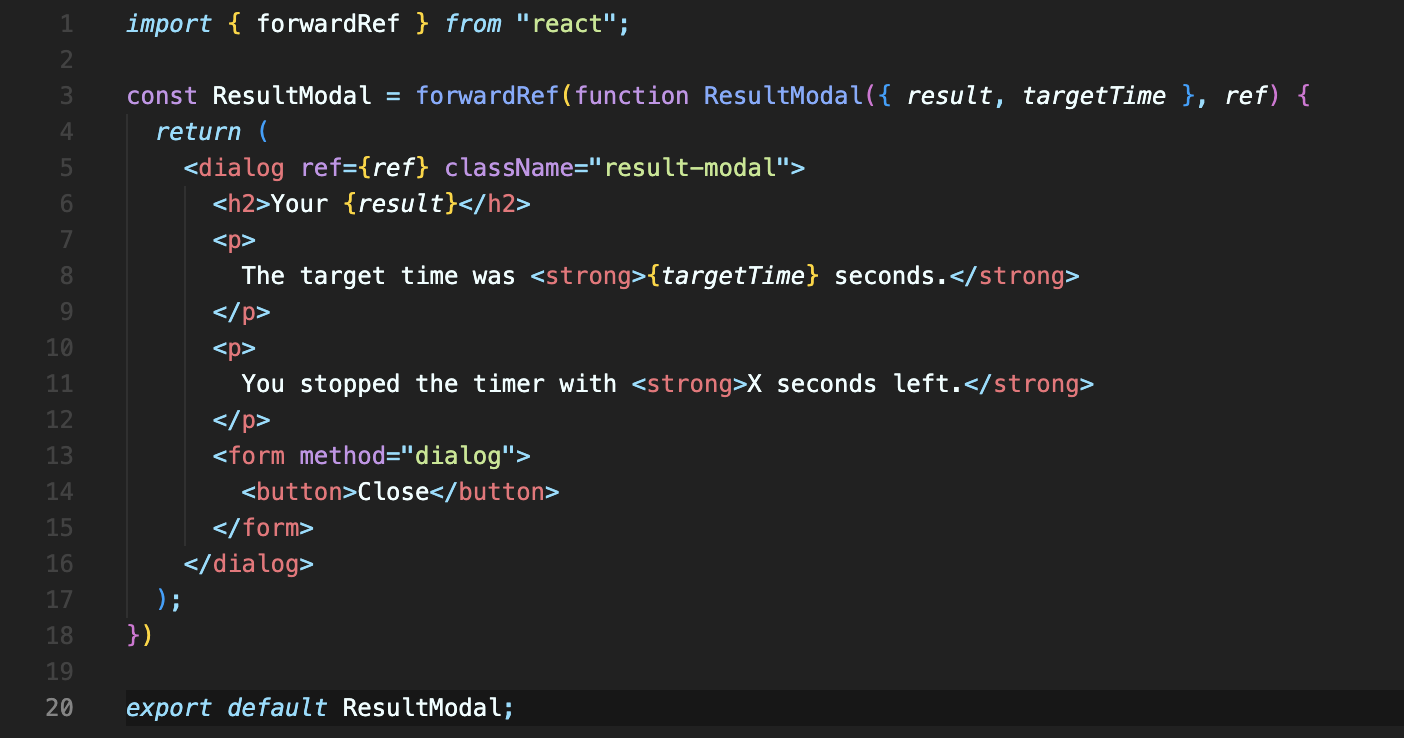 1 import { forwardRef } from "react";
2
3 const ResultModal = forwardRef(function ResultModal({ result, targetTime }, ref) {
4   return (
5     <dialog ref={ref} className="result-modal">
6       <h2>Your {result}</h2>
7       <p>
8         The target time was <strong>{targetTime} seconds.</strong>
9       </p>
10       <p>
11         You stopped the timer with <strong>X seconds left.</strong>
12       </p>
13       <form method="dialog">
14         <button>Close</button>
15       </form>
16     </dialog>
17   );
18 })
19
20 export default ResultModal;